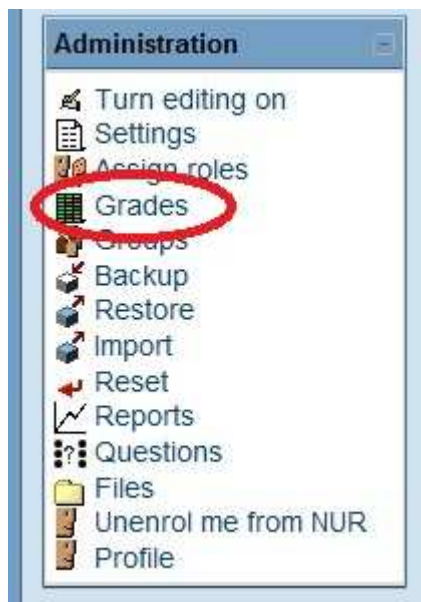 Administration
Turn editing on
Settings
Assign roles
Grades
Groups
Backup
Restore
Import
Reset
Reports
Questions
Files
Unenrol me from NUR
Profile